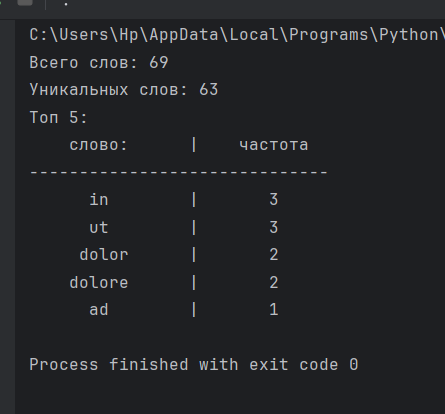 C:\Users\Hp\AppData\Local\Programs\Python\
Всего слов: 69
Уникальных слов: 63
Топ 5:
слово: | частота
------------------------------
in | 3
ut | 3
dolor | 2
dolore | 2
ad | 1
Process finished with exit code 0